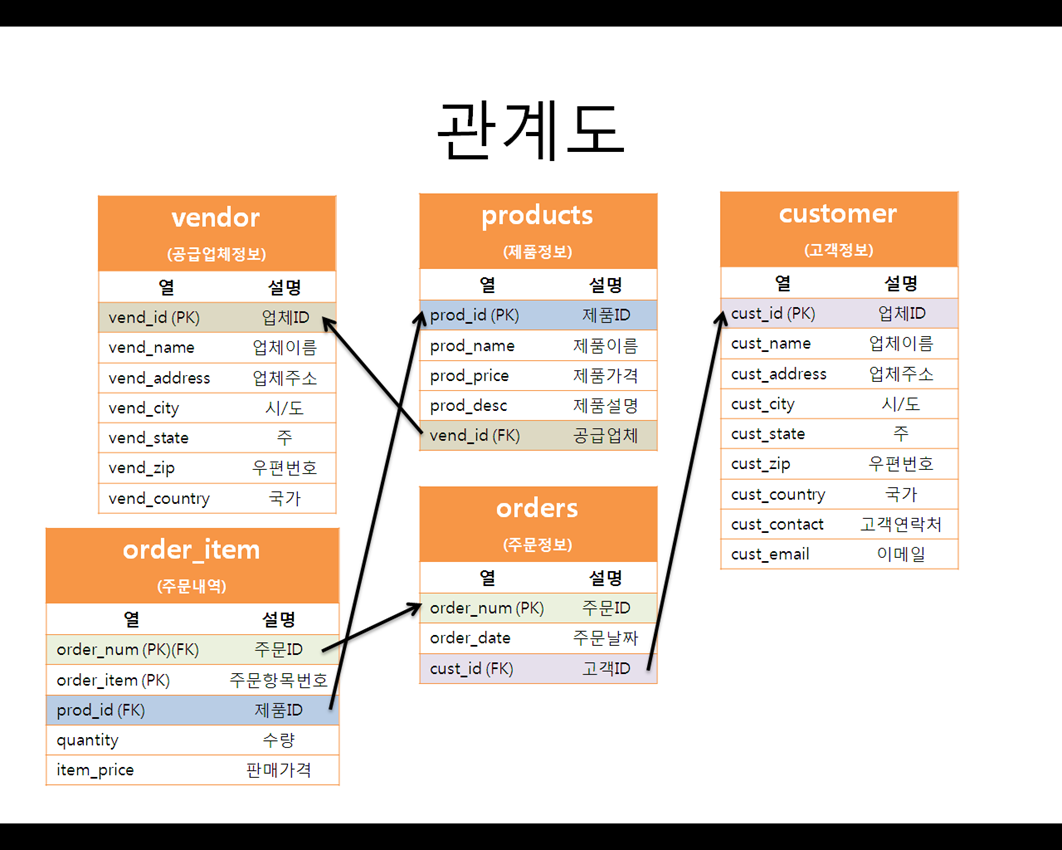 관계도
vendor
(공급업체정보)
열 설명
vend_id (PK) 업체ID
vend_name 업체이름
vend_address 업체주소
vend_city 시/도
vend_state 주
vend_zip 우편번호
vend_country 국가
products
(제품정보)
열 설명
prod_id (PK) 제품ID
prod_name 제품이름
prod_price 제품가격
prod_desc 제품설명
vend_id (FK) 공급업체
customer
(고객정보)
열 설명
cust_id (PK) 업체ID
cust_name 업체이름
cust_address 업체주소
cust_city 시/도
cust_state 주
cust_zip 우편번호
cust_country 국가
cust_contact 고객연락처
cust_email 이메일
order_item
(주문내역)
열 설명
order_num (PK)(FK) 주문ID
order_item (PK) 주문항목번호
prod_id (FK) 제품ID
quantity 수량
item_price 판매가격
orders
(주문정보)
열 설명
order_num (PK) 주문ID
order_date 주문날짜
cust_id (FK) 고객ID